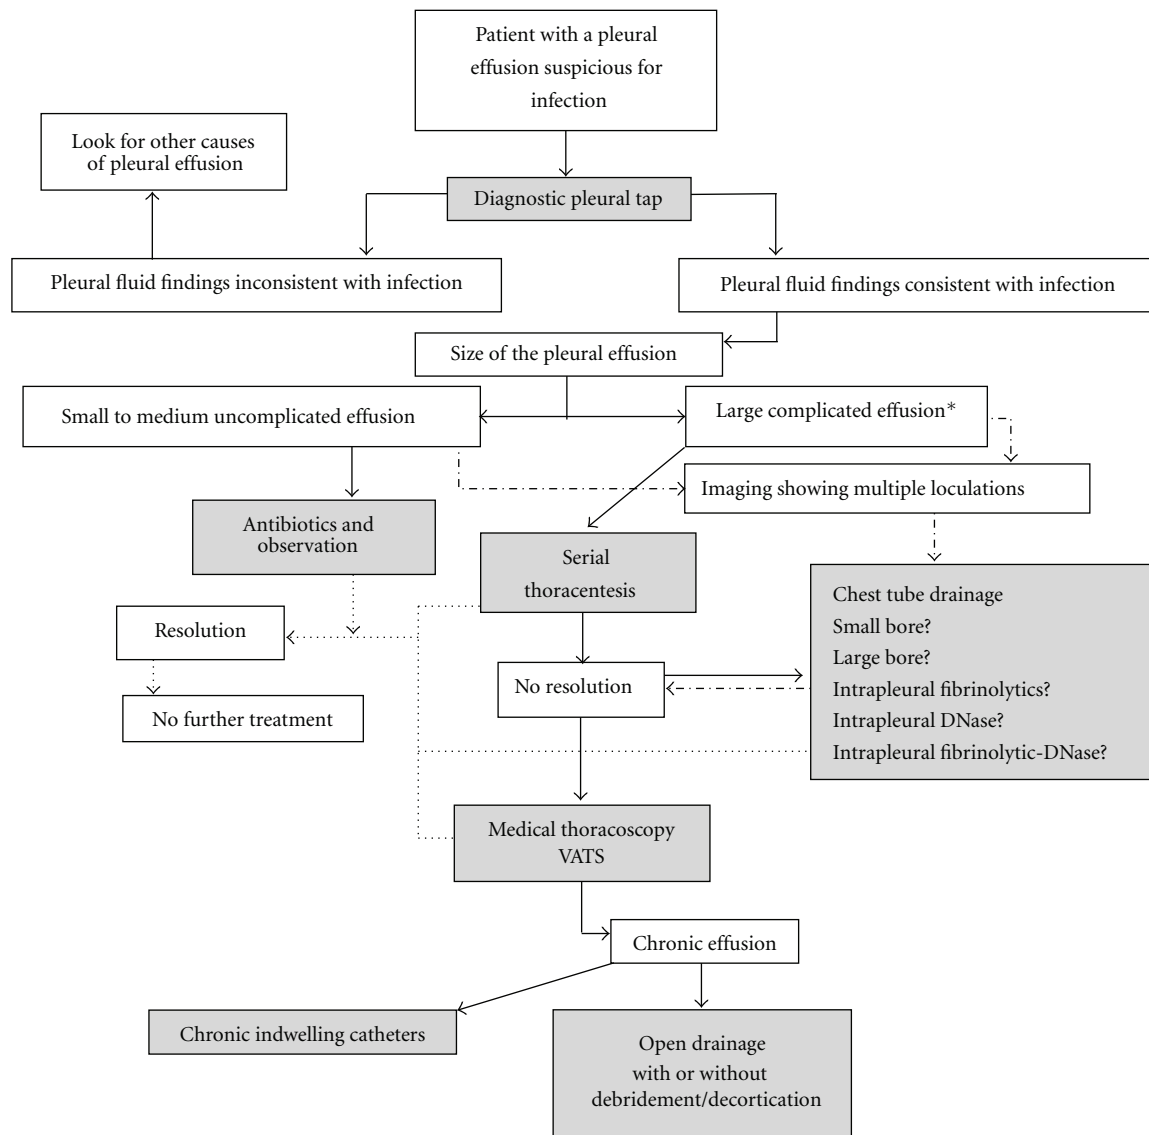 Patient with a pleural
effusion suspicious for
infection
Look for other causes
of pleural effusion
Diagnostic pleural tap
Pleural fluid findings inconsistent with infection
Pleural fluid findings consistent with infection
Size of the pleural effusion
Small to medium uncomplicated effusion
Large complicated effusion*
Imaging showing multiple loculations
Antibiotics and
observation
Serial
thoracentesis
Chest tube drainage
Small bore?
Large bore?
Intrapleural fibrinolytics?
Intrapleural DNase?
Intrapleural fibrinolytic-DNase?
Resolution
No resolution
No further treatment
Medical thoracoscopy
VATS
Chronic effusion
Chronic indwelling catheters
Open drainage
with or without
debridement/decortication